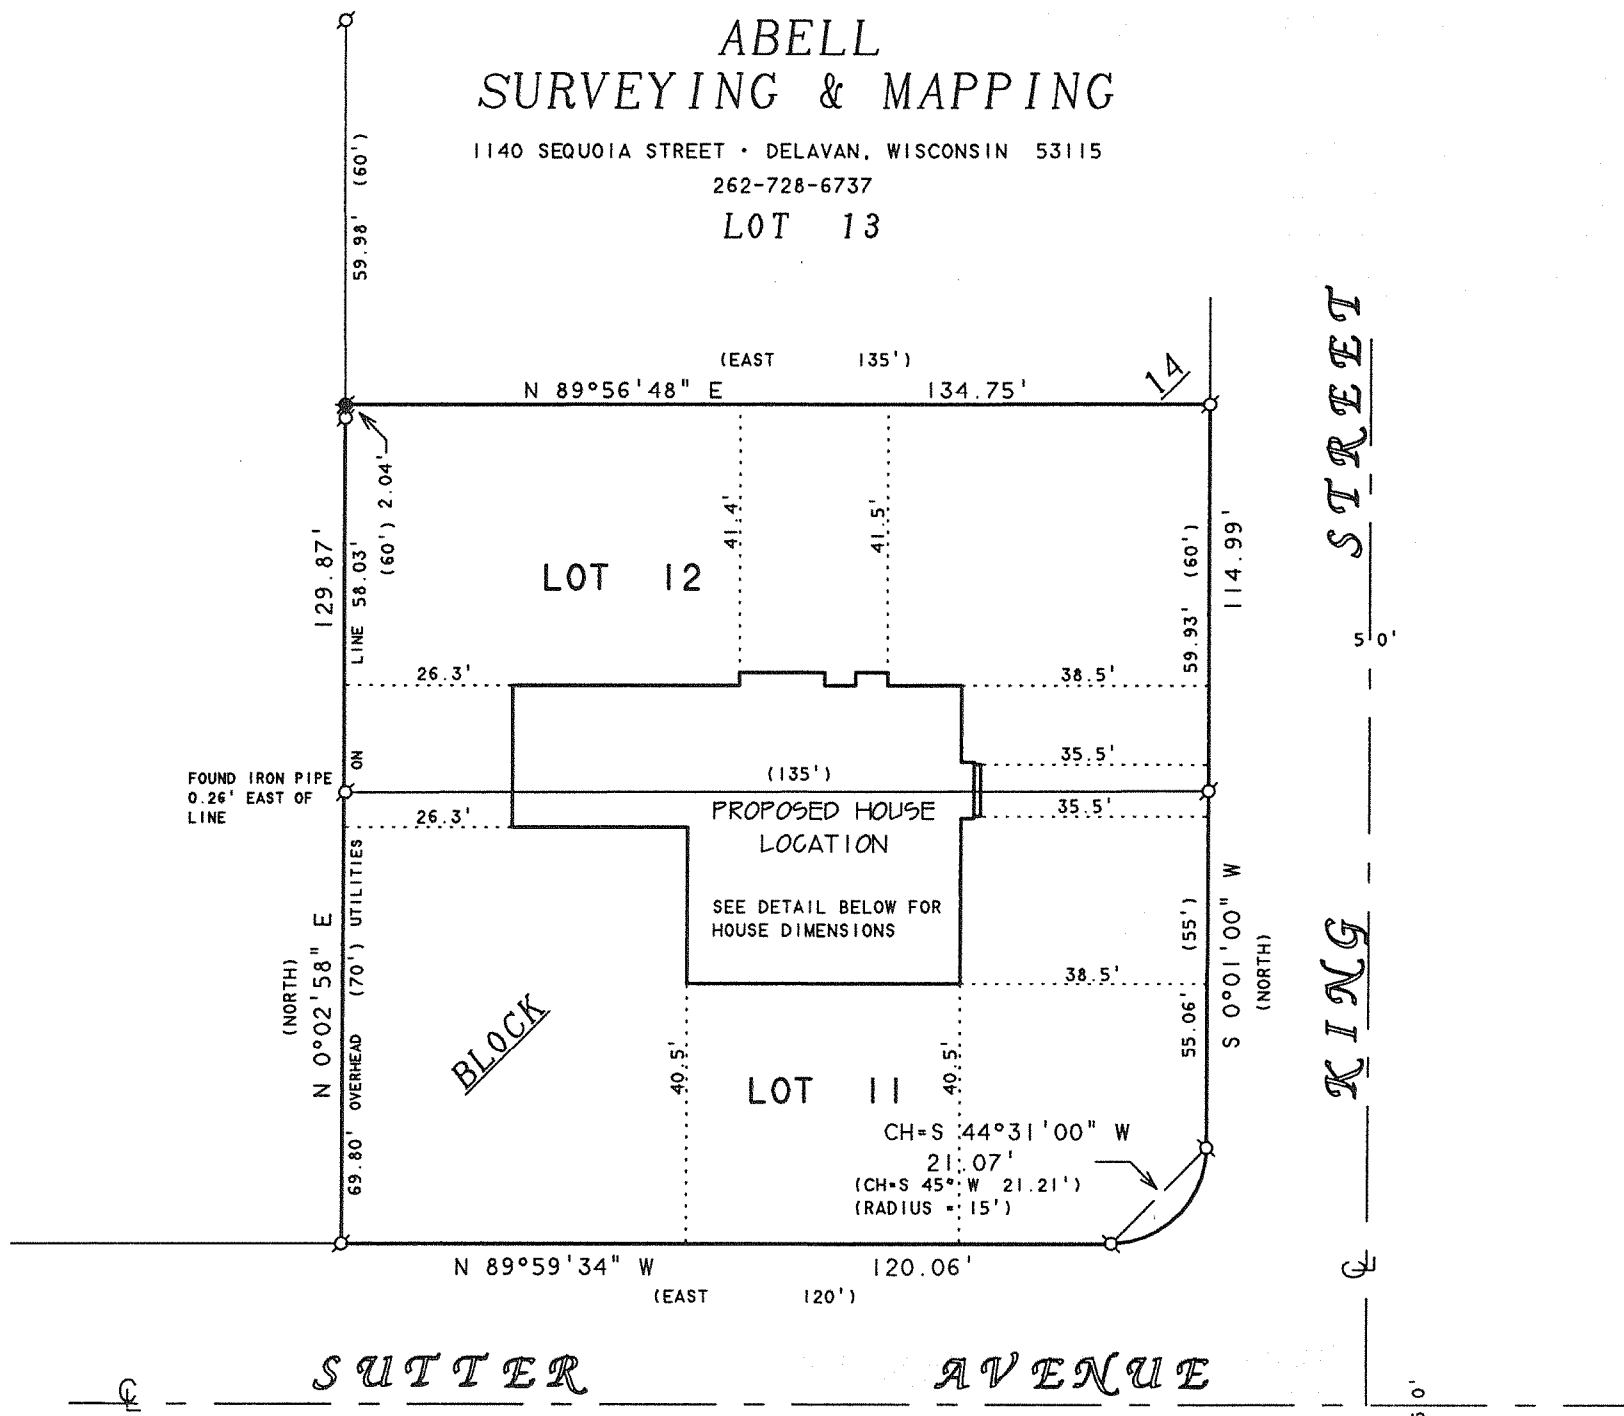 ABELL
SURVEYING & MAPPING
1140 SEQUOIA STREET • DELAVAN, WISCONSIN 53115
262-728-6737
LOT 13
59.98' (60')
(EAST 135')
N 89°56'48" E 134.75'
14
(60') 2.04'
129.87'
LINE 58.03'
41.4'
41.5'
LOT 12
59.93' (60')
114.99'
STREET
50'
26.3'
38.5'
35.5'
ON
FOUND IRON PIPE
0.26' EAST OF
LINE
(135')
26.3'
35.5'
PROPOSED HOUSE
LOCATION
SEE DETAIL BELOW FOR
HOUSE DIMENSIONS
38.5'
(NORTH)
N 0°02'58" E
69.80' OVERHEAD (70') UTILITIES
BLOCK
40.5'
40.5'
LOT 11
55.06' (55')
S 0°01'00" W
(NORTH)
KING
CH=S 44°31'00" W
21.07'
(CH=S 45° W 21.21')
(RADIUS = 15')
N 89°59'34" W 120.06'
(EAST 120')
CL
SUTTER AVENUE
CL